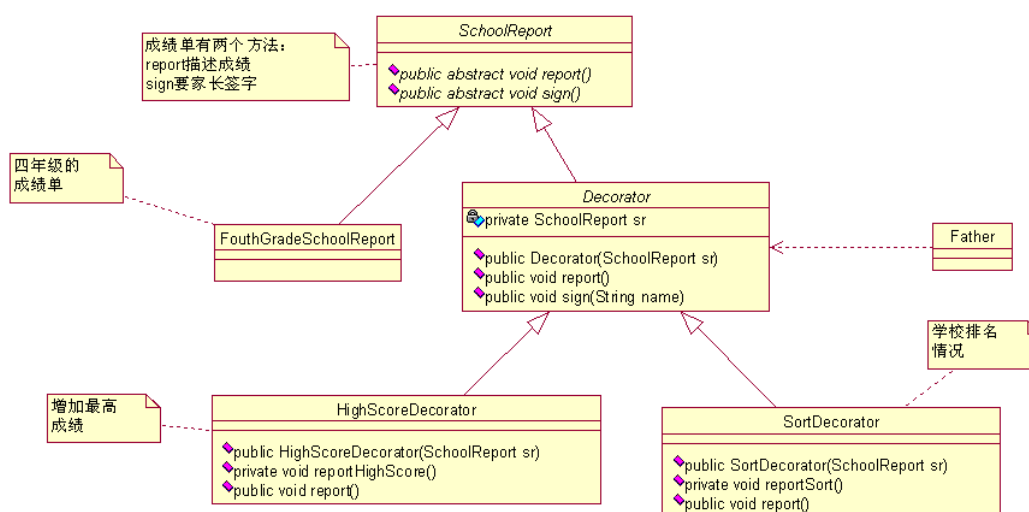 SchoolReport
public abstract void report()
public abstract void sign()
成绩单有两个方法：
report描述成绩
sign要家长签字
四年级的
成绩单
FouthGradeSchoolReport
Decorator
private SchoolReport sr
public Decorator(SchoolReport sr)
public void report()
public void sign(String name)
Father
学校排名
情况
增加最高
成绩
HighScoreDecorator
public HighScoreDecorator(SchoolReport sr)
private void reportHighScore()
public void report()
SortDecorator
public SortDecorator(SchoolReport sr)
private void reportSort()
public void report()